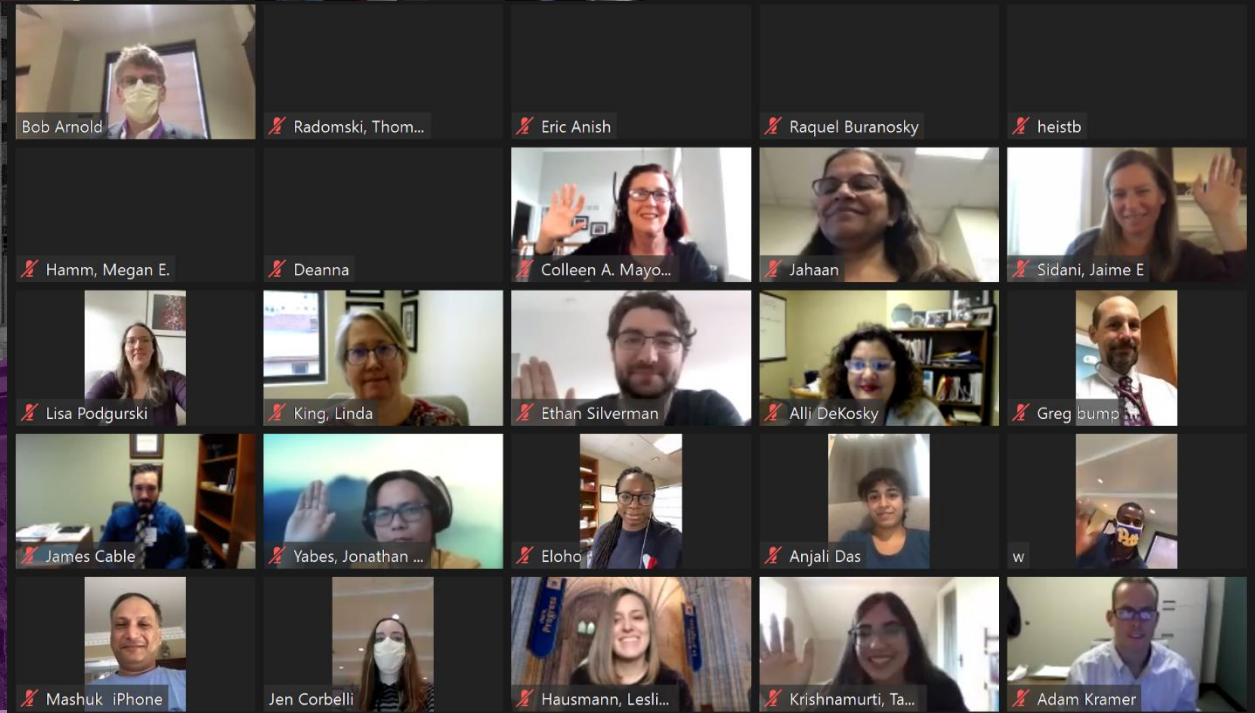 Bob Arnold
Radomski, Thom...
Eric Anish
Raquel Buranosky
heistb
Hamm, Megan E.
Deanna
Colleen A. Mayo...
Jahaan
Sidani, Jaime E
Lisa Podgurski
King, Linda
Ethan Silverman
Alli DeKosky
Greg bump
James Cable
Yabes, Jonathan ...
Eloho
Anjali Das
w
Mashuk iPhone
Jen Corbelli
Hausmann, Lesli...
Krishnamurti, Ta...
Adam Kramer